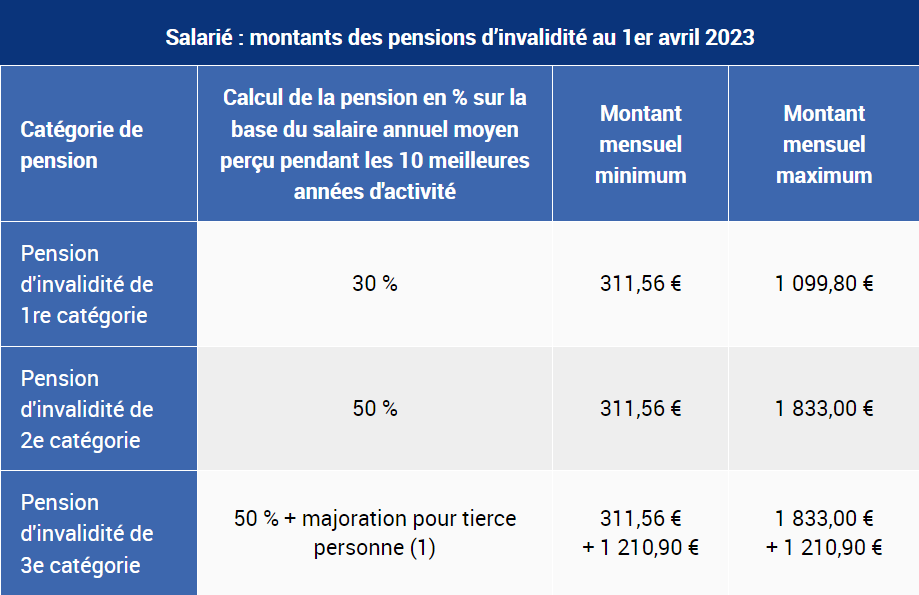 Salarié : montants des pensions d'invalidité au 1er avril 2023
Catégorie de
pension
Calcul de la pension en % sur la
base du salaire annuel moyen
perçu pendant les 10 meilleures
années d'activité
Montant
mensuel
minimum
Montant
mensuel
maximum
Pension
d'invalidité de
1re catégorie
30 %
311,56 €
1 099,80 €
Pension
d'invalidité de
2e catégorie
50 %
311,56 €
1 833,00 €
Pension
d'invalidité de
3e catégorie
50 % + majoration pour tierce
personne (1)
311,56 €
+ 1 210,90 €
1 833,00 €
+ 1 210,90 €